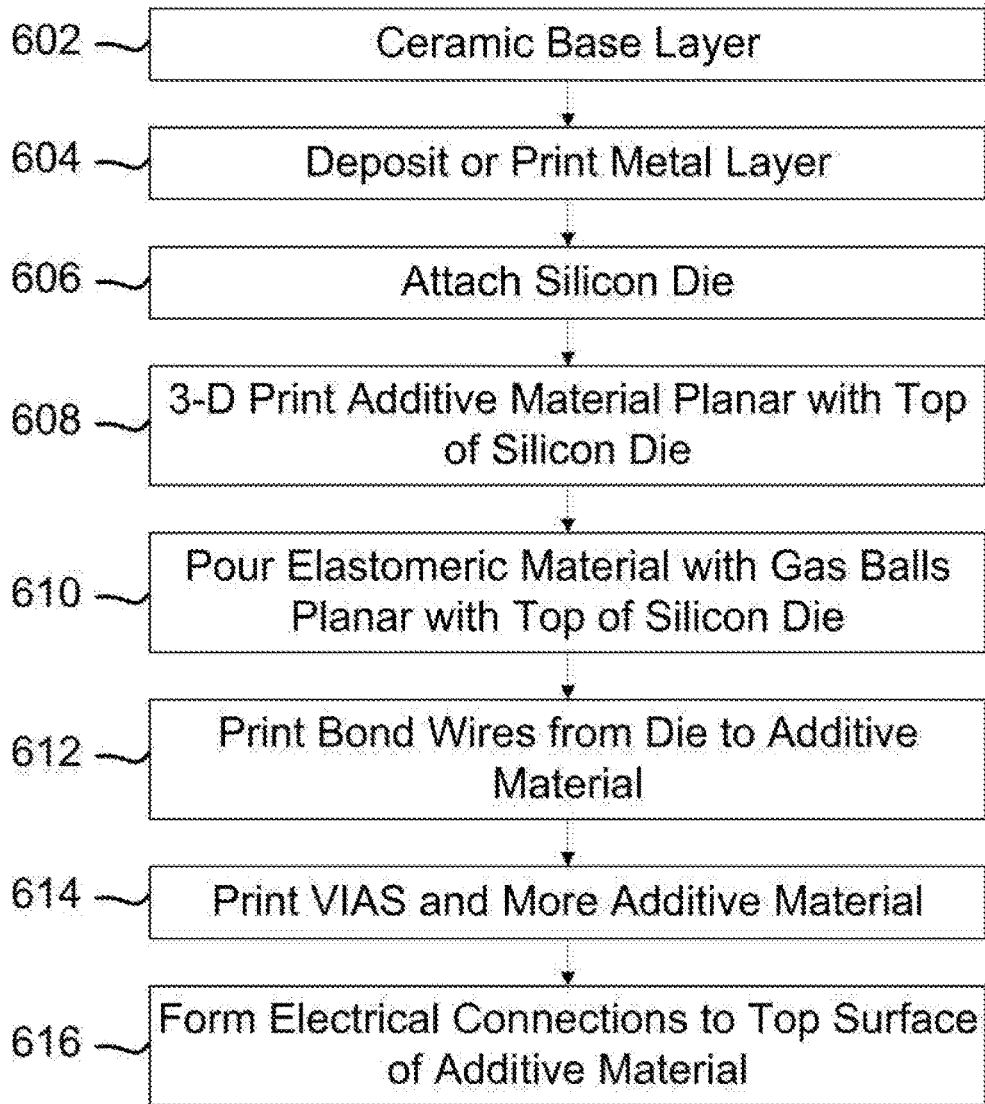 602 Ceramic Base Layer
604 Deposit or Print Metal Layer
606 Attach Silicon Die
3-D Print Additive Material Planar with Top
608
of Silicon Die
Pour Elastomeric Material with Gas Balls
610
Planar with Top of Silicon Die
Print Bond Wires from Die to Additive
612
Material
614 Print VIAS and More Additive Material
Form Electrical Connections to Top Surface
616
of Additive Material